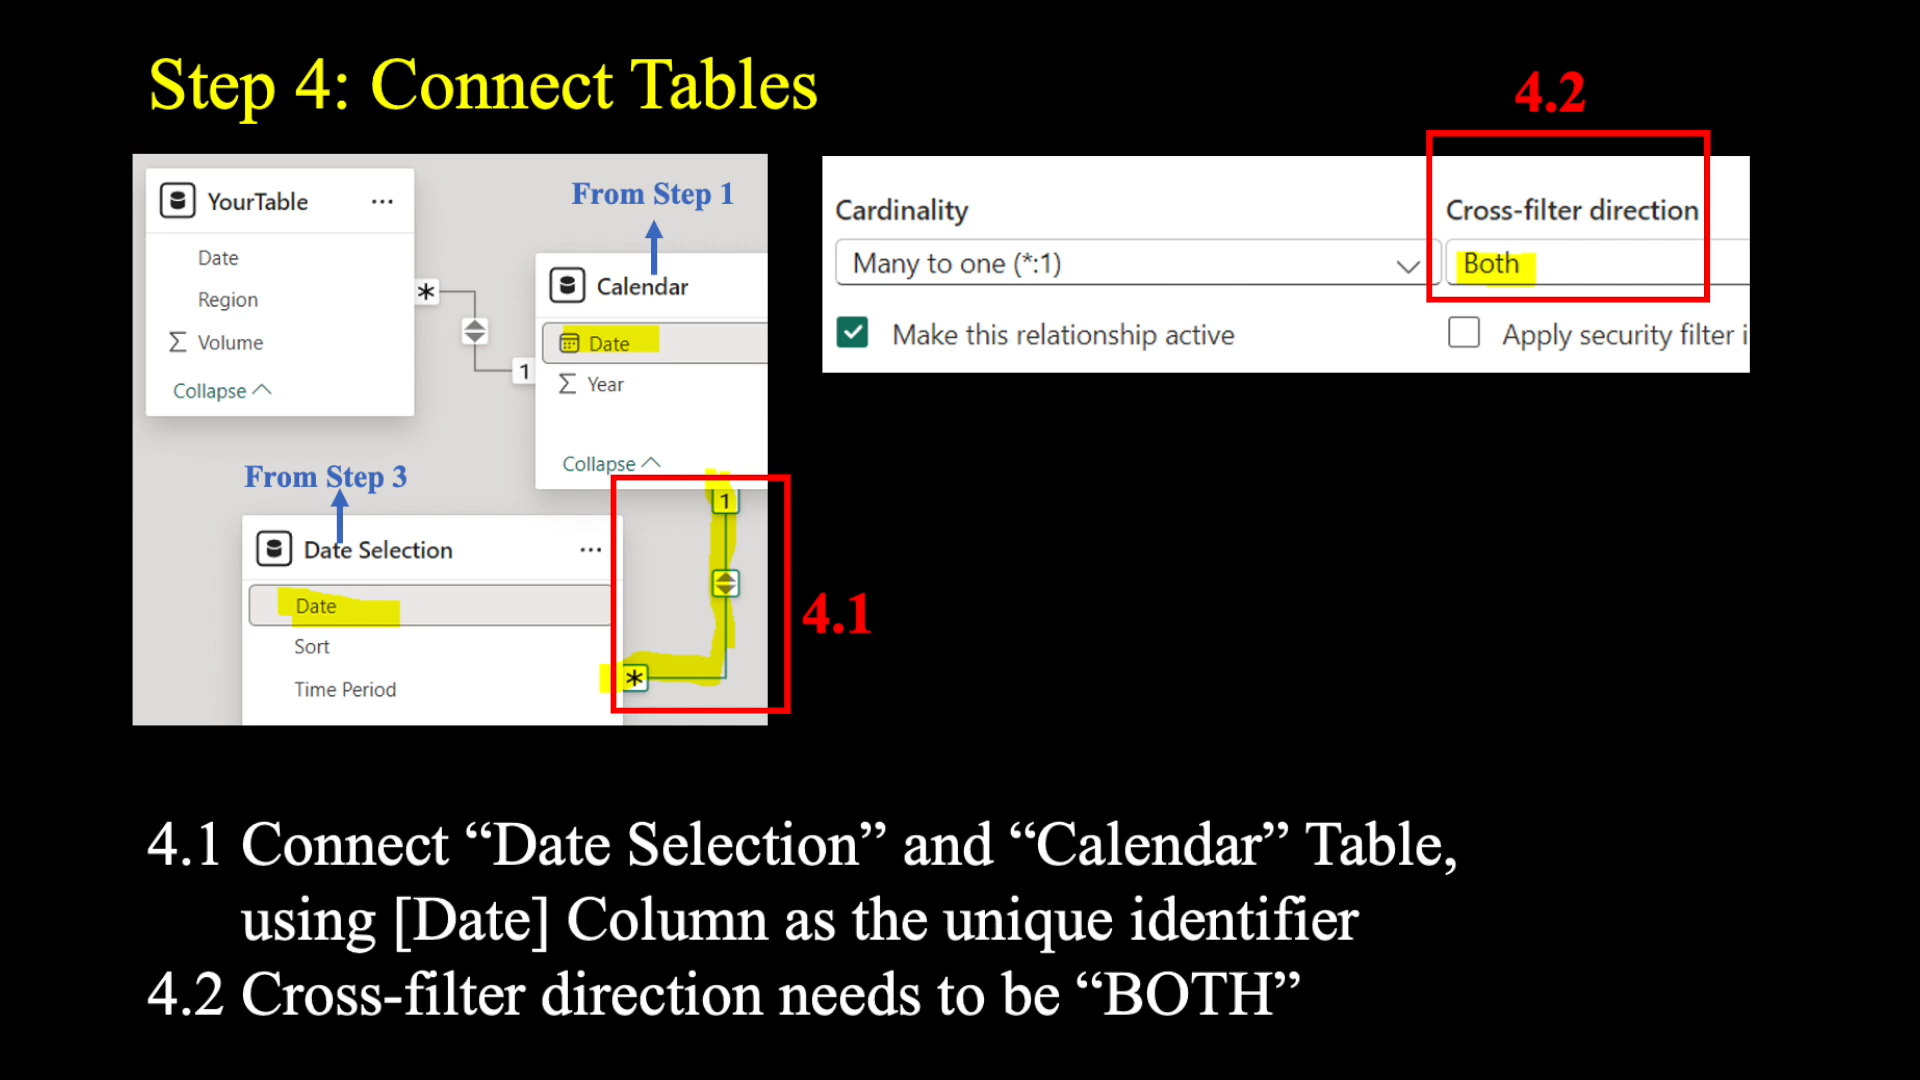 Step 4: Connect Tables
4.2
YourTable
...
Date
Region
Σ Volume
Collapse
*
1
From Step 1
Calendar
Date
Σ Year
Collapse
From Step 3
Date Selection
...
Date
Sort
Time Period
1
*
4.1
Cardinality
Many to one (*:1)
Make this relationship active
Cross-filter direction
Both
Apply security filter i
4.1 Connect “Date Selection” and “Calendar” Table,
using [Date] Column as the unique identifier
4.2 Cross-filter direction needs to be “BOTH”